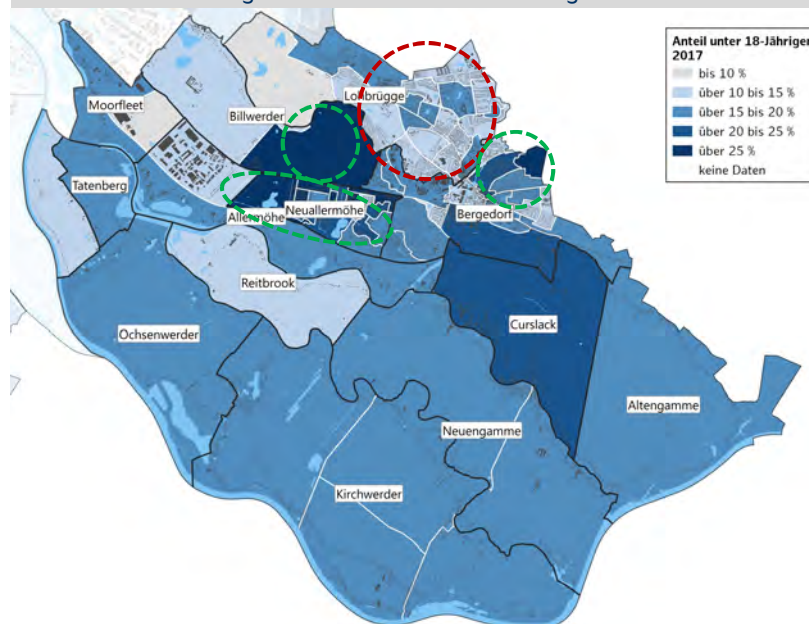 Anteil unter 18-Jährigen
2017
bis 10 %
über 10 bis 15 %
über 15 bis 20 %
über 20 bis 25 %
über 25 %
keine Daten
Lohbrügge
Moorfleet
Billwerder
Tatenberg
Allermöhe
Neuallermöhe
Bergedorf
Reitbrook
Ochsenwerder
Curslack
Altengamme
Neuengamme
Kirchwerder